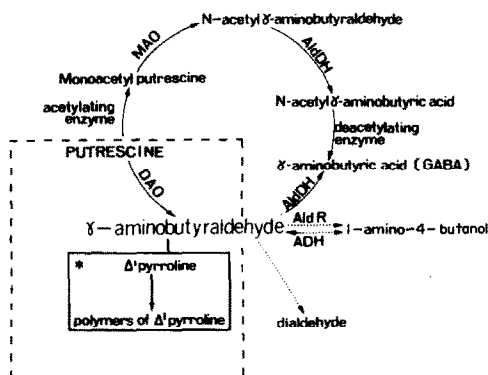 N-acetyl γ-aminobutyraldehyde
MAO
AldDH
Monoacetyl putrescine
N-acetyl γ-aminobutyric acid
acetylating
enzyme
deacetylating
enzyme
PUTRESCINE
γ-aminobutyric acid (GABA)
DAO
AldDH
γ-aminobutyraldehyde
Ald R
ADH
1-amino-4-butanol
* Δ¹pyrroline
polymers of Δ¹pyrroline
dialdehyde